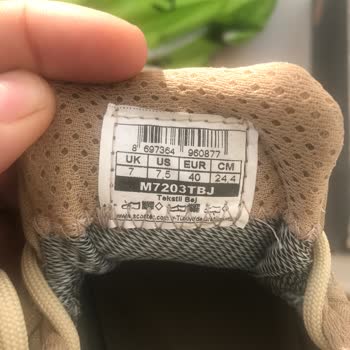 8 697364 960877
UK US EUR CM
7 7.5 40 24.4
M7203TBJ
Tekstil Bej